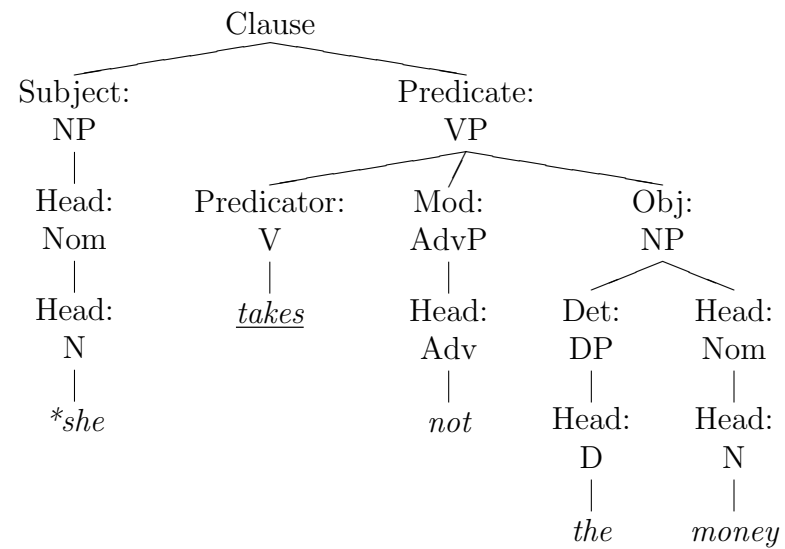 Clause
Subject: Predicate:
NP VP
Head: Predicator: Mod: Obj:
Nom V AdvP NP
Head: takes Head: Det: Head:
N Adv DP Nom
*she not Head: Head:
D N
the money